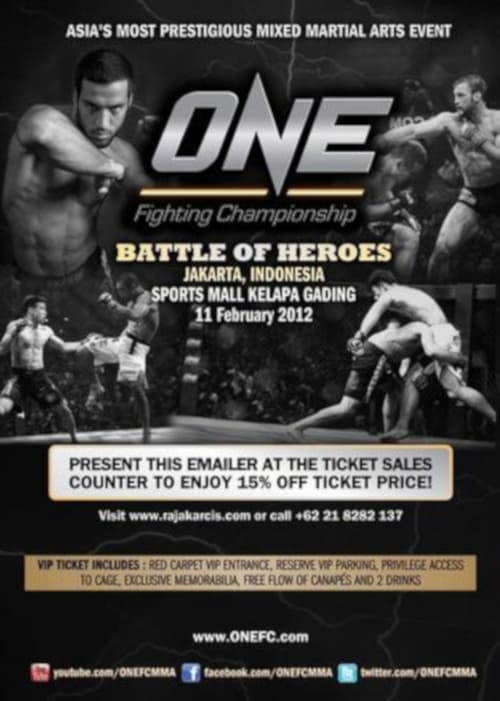 ASIA'S MOST PRESTIGIOUS MIXED MARTIAL ARTS EVENT
ONE
Fighting Championship
BATTLE OF HEROES
JAKARTA, INDONESIA
SPORTS MALL KELAPA GADING
11 February 2012
PRESENT THIS EMAILER AT THE TICKET SALES
COUNTER TO ENJOY 15% OFF TICKET PRICE!
Visit www.rajakarcis.com or call +62 21 8282 137
VIP TICKET INCLUDES : RED CARPET VIP ENTRANCE, RESERVE VIP PARKING, PRIVILEGE ACCESS
TO CAGE, EXCLUSIVE MEMORABILIA, FREE FLOW OF CANAPÉS AND 2 DRINKS
www.ONEFC.com
youtube.com/ONEFCMMA facebook.com/ONEFCMMA twitter.com/ONEFCMMA